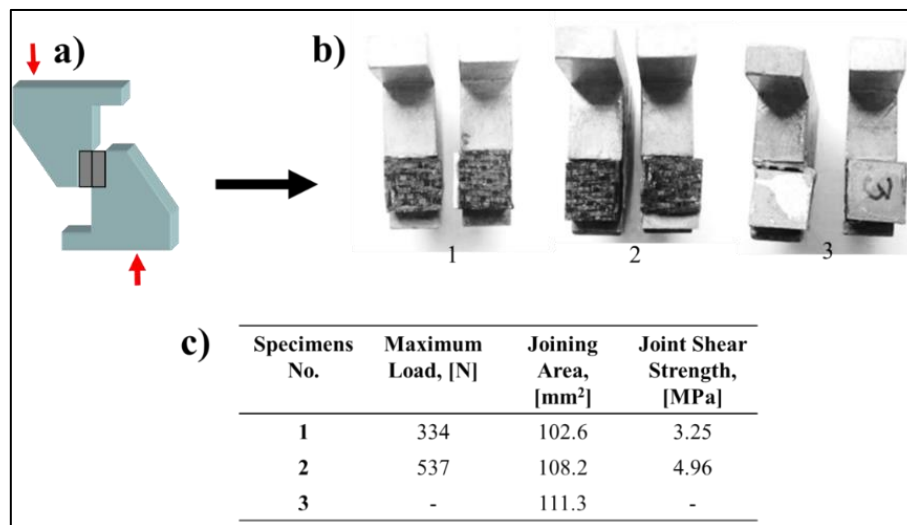 a)
b)
3
1
2
3
c)
Specimens No. Maximum Load, [N] Joining Area, [mm²] Joint Shear Strength, [MPa]
1 334 102.6 3.25
2 537 108.2 4.96
3 - 111.3 -